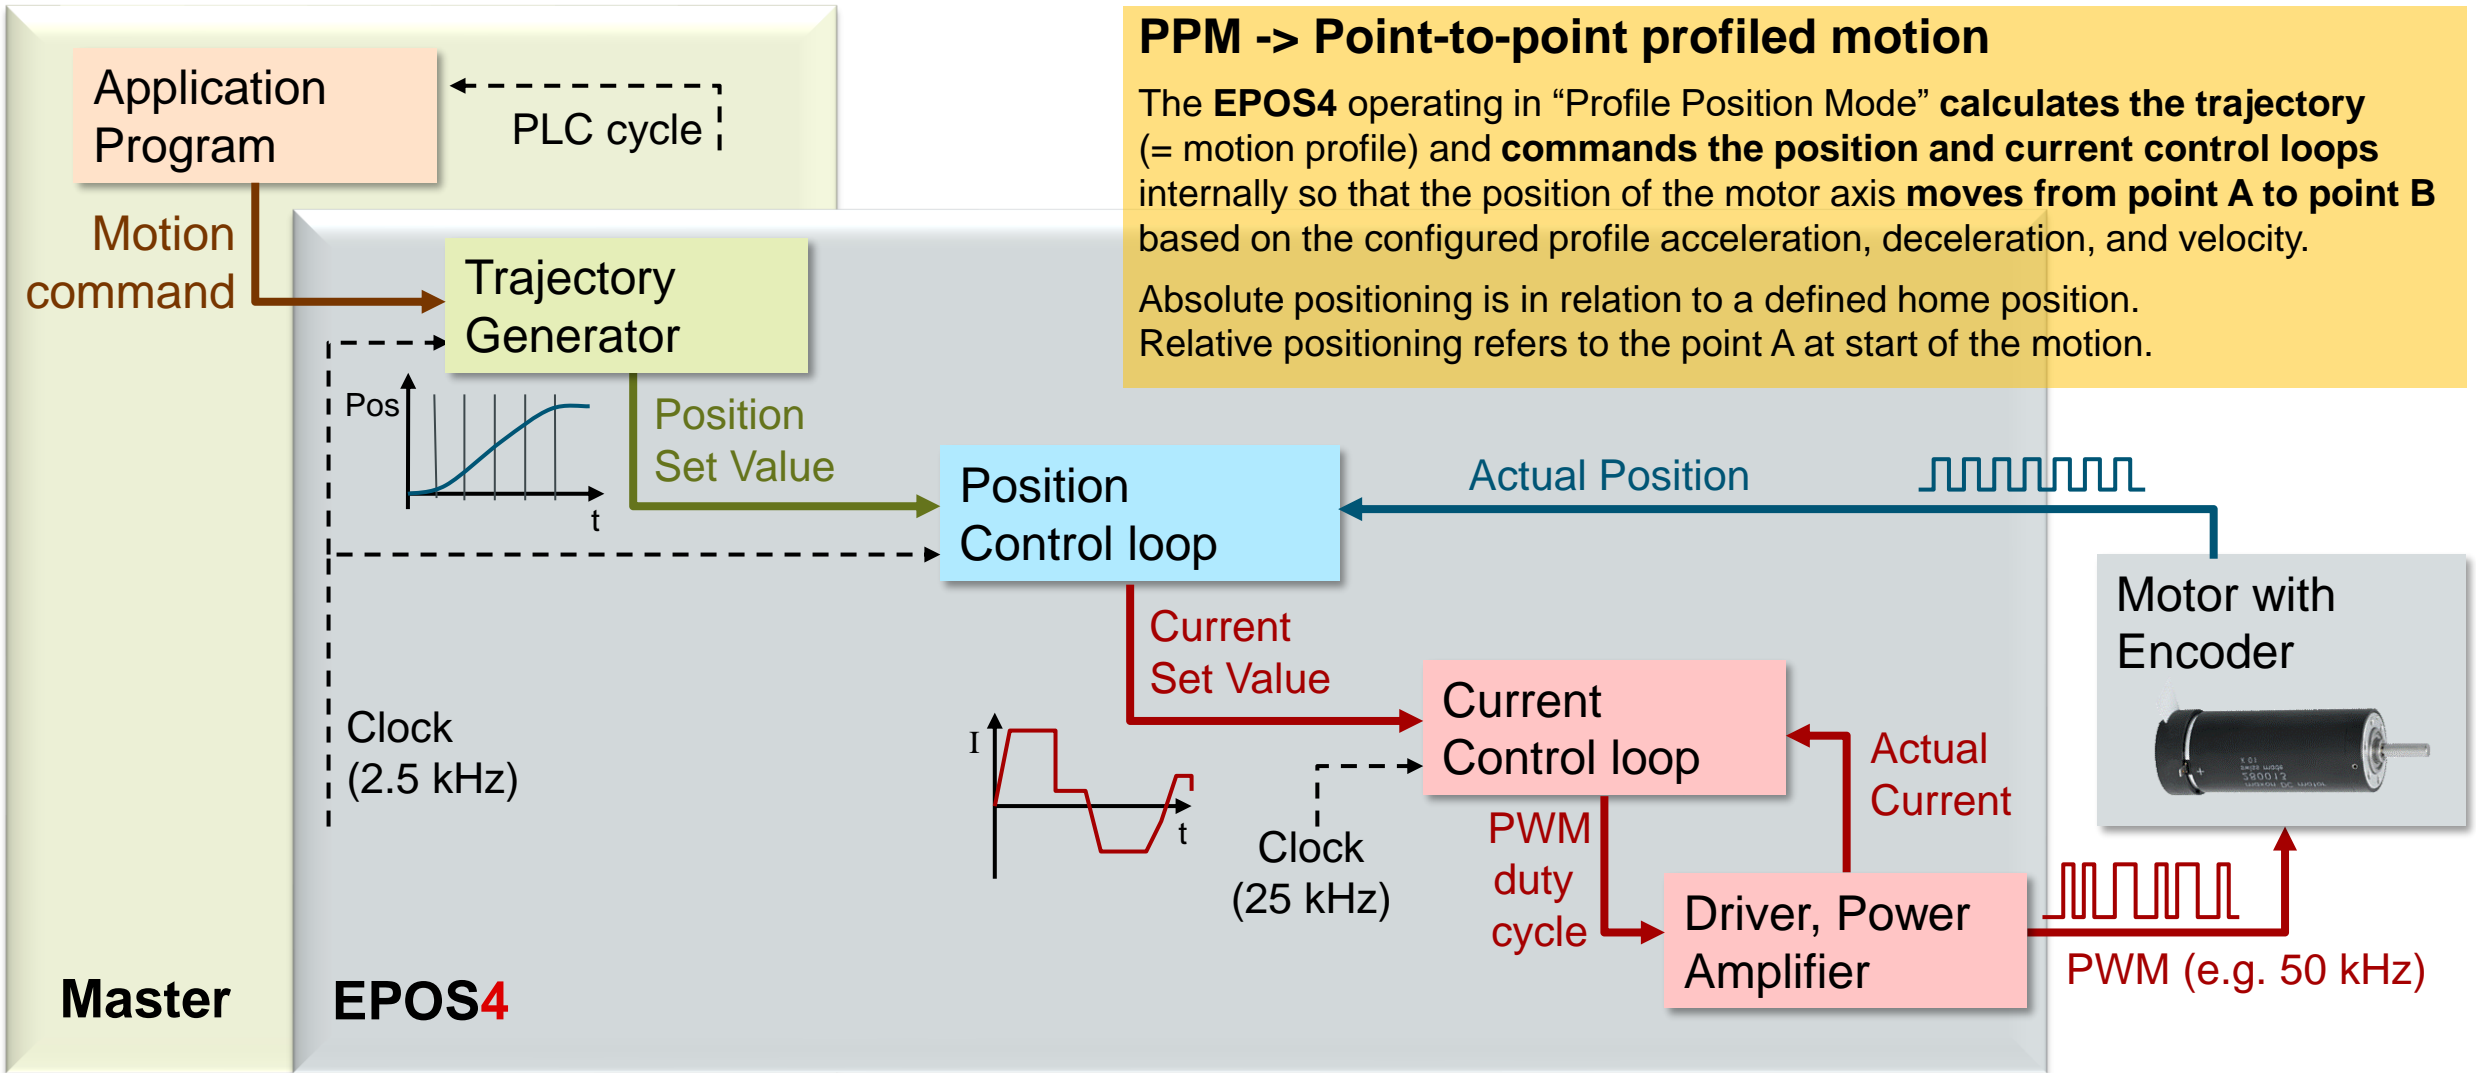 PPM -> Point-to-point profiled motion
The EPOS4 operating in “Profile Position Mode” calculates the trajectory
(= motion profile) and commands the position and current control loops
internally so that the position of the motor axis moves from point A to point B
based on the configured profile acceleration, deceleration, and velocity.
Absolute positioning is in relation to a defined home position.
Relative positioning refers to the point A at start of the motion.
Application
Program
PLC cycle
Motion
command
Trajectory
Generator
Pos
t
Position
Set Value
Position
Control loop
Actual Position
Motor with
Encoder
Current
Set Value
Current
Control loop
Clock
(2.5 kHz)
I
t
Clock
(25 kHz)
PWM
duty
cycle
Actual
Current
Driver, Power
Amplifier
PWM (e.g. 50 kHz)
Master
EPOS4
maxon DC motor
280013
swiss made